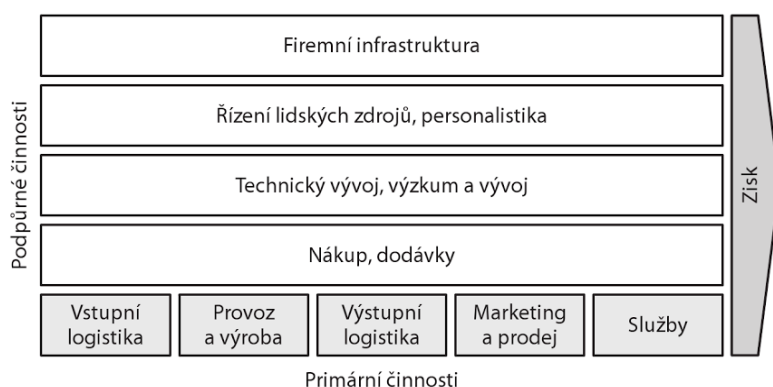 Podpůrné činnosti
Firemní infrastruktura
Řízení lidských zdrojů, personalistika
Technický vývoj, výzkum a vývoj
Nákup, dodávky
Vstupní
logistika
Provoz
a výroba
Výstupní
logistika
Marketing
a prodej
Služby
Zisk
Primární činnosti